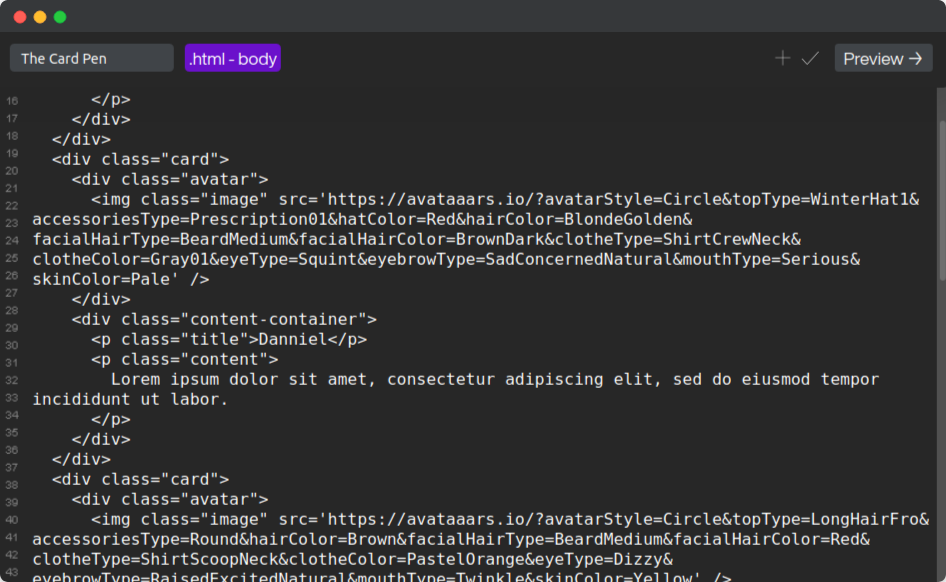 The Card Pen
.html - body
Preview →
16
17
18
19
20
21
22
23
24
25
26
27
28
29
30
31
32
33
34
35
36
37
38
39
40
41
42
43
</p>
</div>
</div>
<div class="card">
<div class="avatar">
<img class="image" src='https://avataaars.io/?avatarStyle=Circle&topType=WinterHat1&
accessoriesType=Prescription01&hatColor=Red&hairColor=BlondeGolden&
facialHairType=BeardMedium&facialHairColor=BrownDark&clotheType=ShirtCrewNeck&
clotheColor=Gray01&eyeType=Squint&eyebrowType=SadConcernedNatural&mouthType=Serious&
skinColor=Pale' />
</div>
<div class="content-container">
<p class="title">Danniel</p>
<p class="content">
Lorem ipsum dolor sit amet, consectetur adipiscing elit, sed do eiusmod tempor
incididunt ut labor.
</p>
</div>
</div>
<div class="card">
<div class="avatar">
<img class="image" src='https://avataaars.io/?avatarStyle=Circle&topType=LongHairFro&
accessoriesType=Round&hairColor=Brown&facialHairType=BeardMedium&facialHairColor=Red&
clotheType=ShirtScoopNeck&clotheColor=PastelOrange&eyeType=Dizzy&
eyebrowType=RaisedExcitedNatural&mouthType=Twinkle&skinColor=Yellow' />